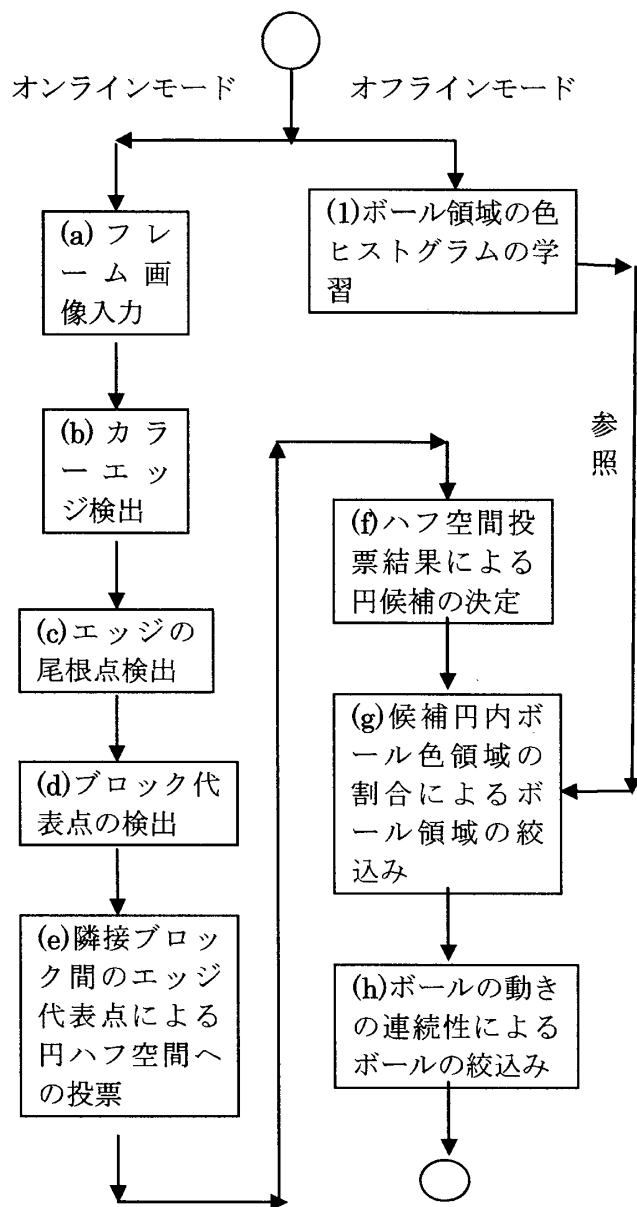 オンラインモード
オフラインモード
(a) フレ
ーム画
像入力
(b) カラ
ーエッ
ジ検出
(c)エッジの
尾根点検出
(d)ブロック代
表点の検出
(e)隣接ブロッ
ク間のエッジ
代表点による
円ハフ空間へ
の投票
(1)ボール領域の色
ヒストグラムの学
習
参
照
(f)ハフ空間投
票結果による
円候補の決定
(g)候補円内ボ
ール色領域の
割合によるボ
ール領域の絞
込み
(h)ボールの動き
の連続性による
ボールの絞込み